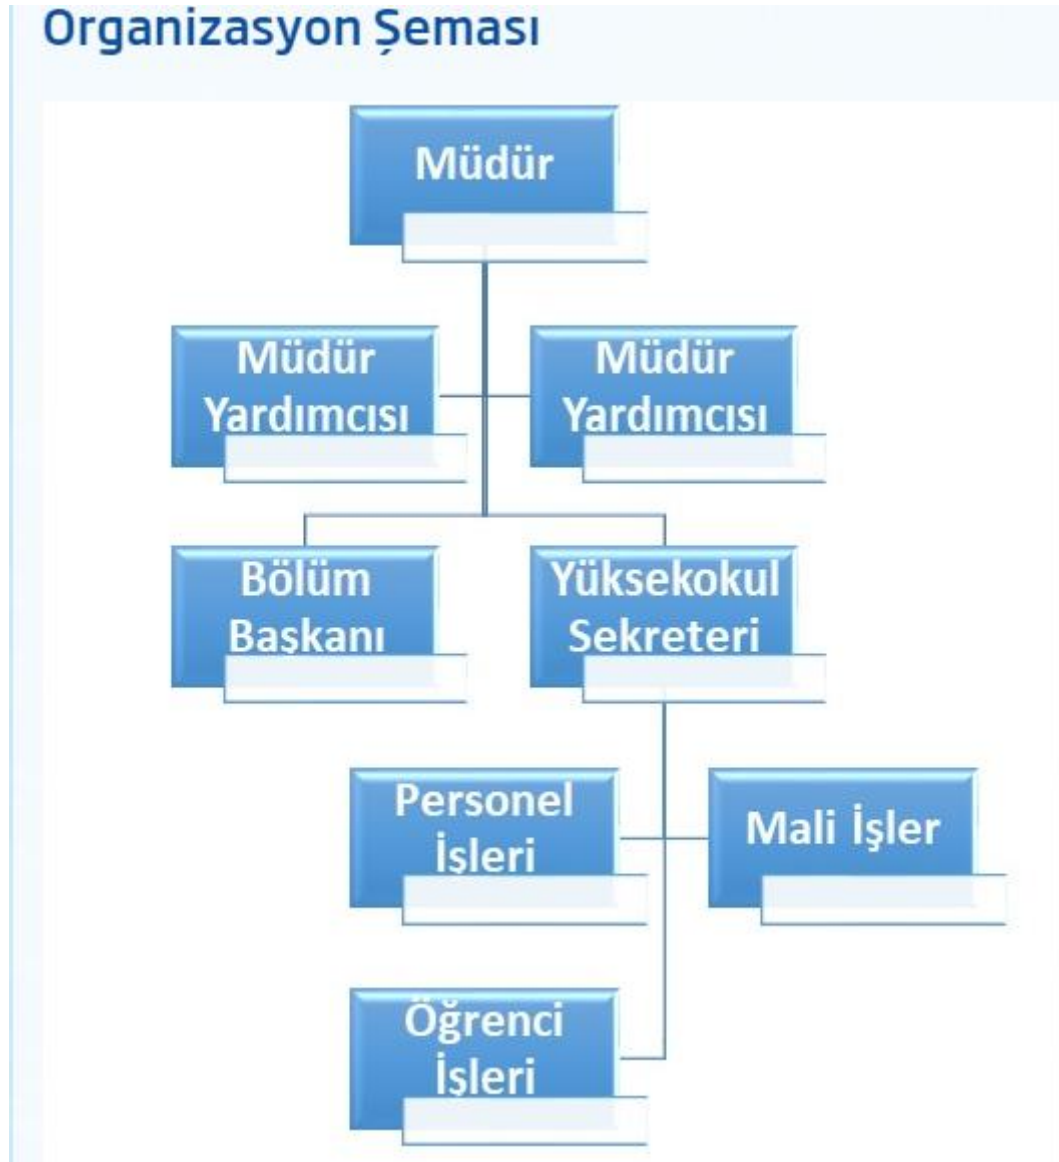 Organizasyon Şeması
Müdür
Müdür
Yardımcısı
Müdür
Yardımcısı
Bölüm
Başkanı
Yüksekokul
Sekreteri
Personel
İşleri
Mali İşler
Öğrenci
İşleri